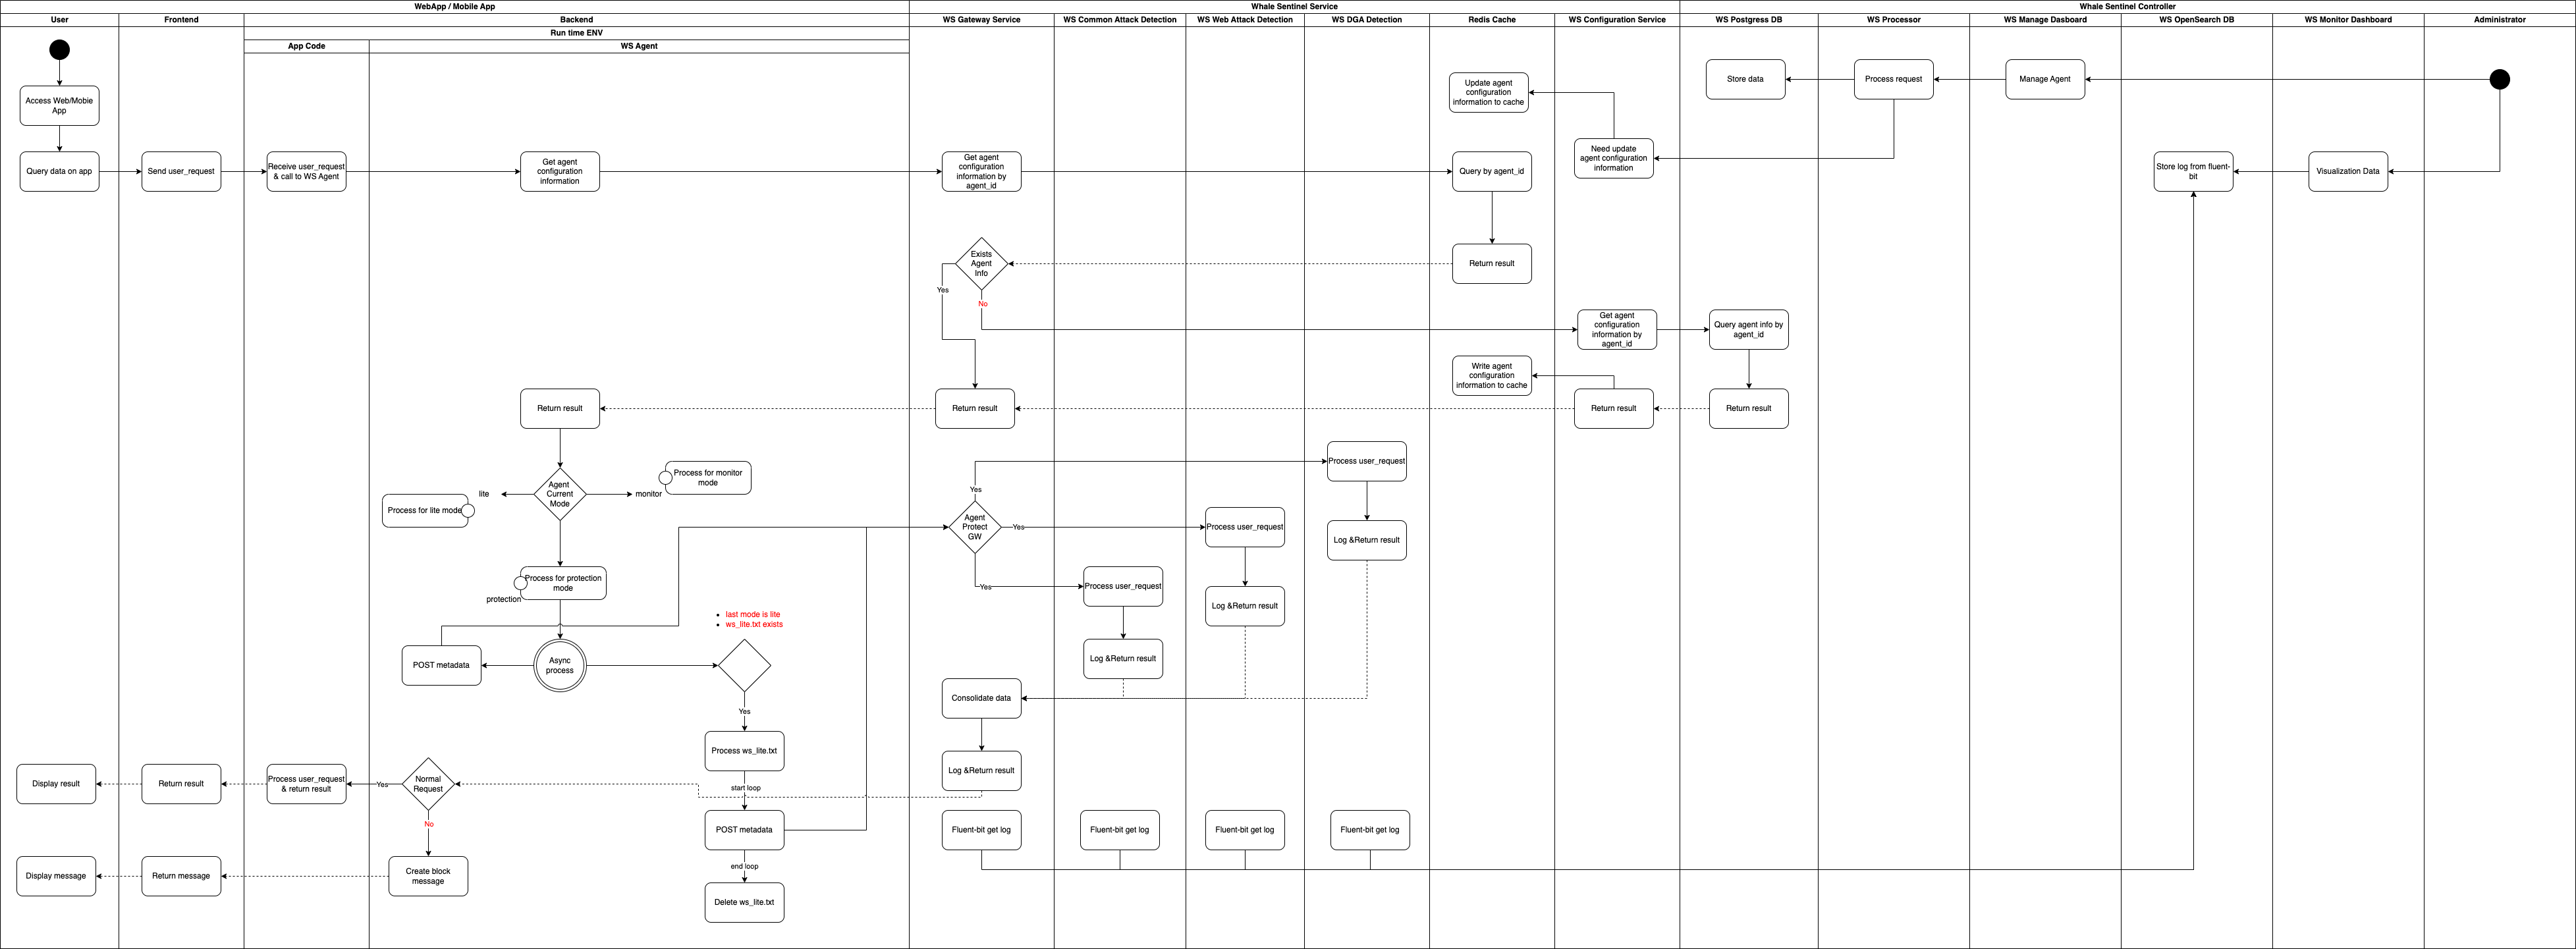 WebApp / Mobile App
Whale Sentinel Service
Whale Sentinel Controller
User
Frontend
Backend
WS Gateway Service
WS Common Attack Detection
WS Web Attack Detection
WS DGA Detection
Redis Cache
WS Configuration Service
WS Postgress DB
WS Processor
WS Manage Dasboard
WS OpenSearch DB
WS Monitor Dashboard
Administrator
Run time ENV
App Code
WS Agent
Access Web/Mobie
App
Update agent
configuration
information to cache
Store data
Process request
Manage Agent
Query data on app
Send user_request
Receive user_request
& call to WS Agent
Get agent
configuration
information
Get agent
configuration
information by
agent_id
Query by agent_id
Need update
agent configuration
information
Store log from fluent-
bit
Visualization Data
Exists
Agent
Info
Return result
Yes
No
Get agent
configuration
information by
agent_id
Query agent info by
agent_id
Write agent
configuration
information to cache
Return result
Return result
Return result
Return result
Agent
Current
Mode
lite
monitor
Process for monitor
mode
Process for lite mode
Process user_request
Yes
Agent
Protect
GW
Yes
Process user_request
Log &Return result
Yes
Process user_request
Process for protection
mode
protection
Log &Return result
last mode is lite
ws_lite.txt exists
POST metadata
Async
process
Log &Return result
Consolidate data
Yes
Process ws_lite.txt
Log &Return result
Display result
Return result
Process user_request
& return result
Yes
Normal
Request
start loop
No
POST metadata
Fluent-bit get log
Fluent-bit get log
Fluent-bit get log
Fluent-bit get log
end loop
Display message
Return message
Create block
message
Delete ws_lite.txt